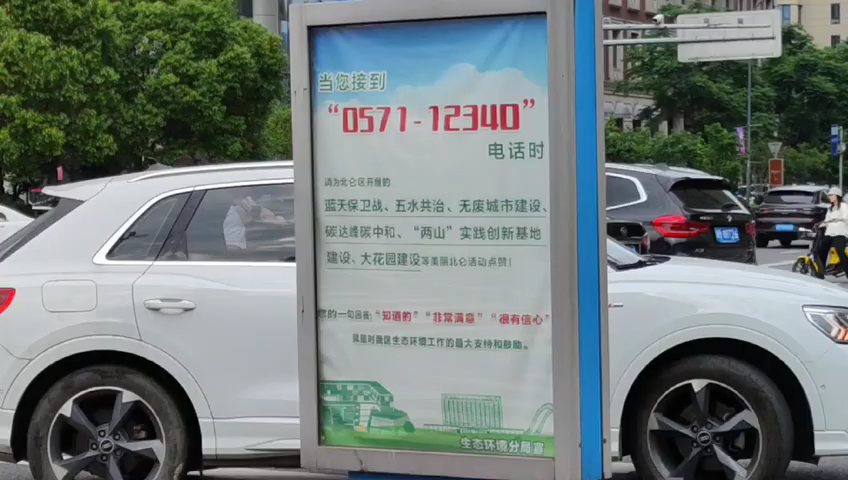 当您接到
“0571-12340”
电话时
请为北仑区开展的
蓝天保卫战、五水共治、无废城市建设、
碳达峰碳中和、“两山”实践创新基地
建设、大花园建设等美丽北仑活动点赞！
您的一句回答：“知道的”“非常满意”“很有信心”
就是对我区生态环境工作的最大支持和鼓励。
生态环境分局宣